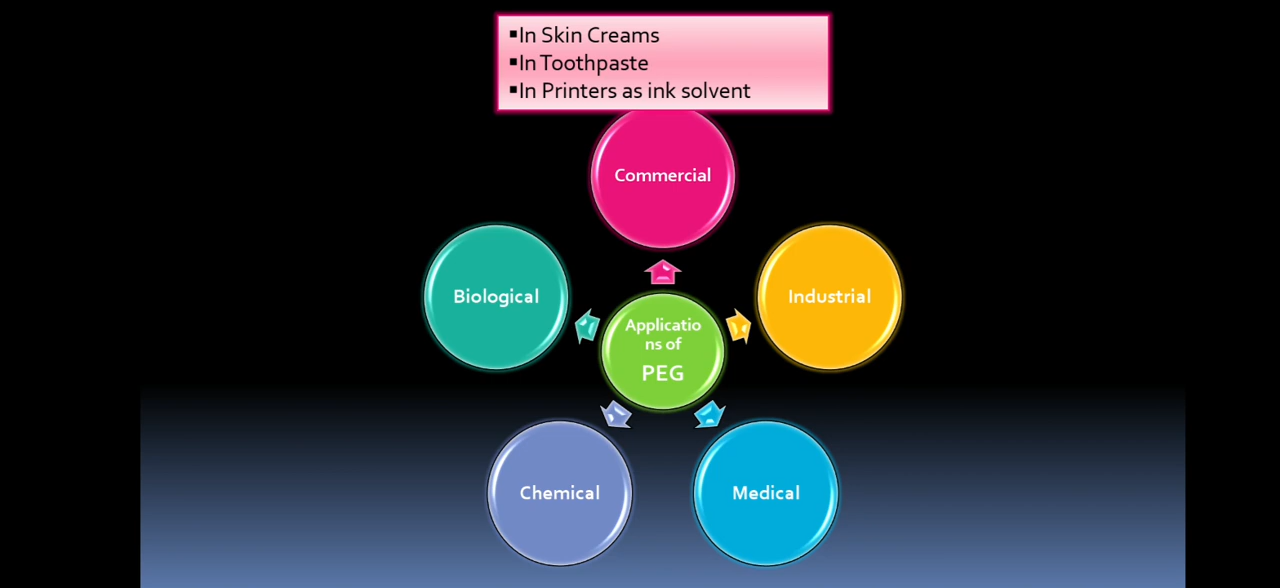 ▪In Skin Creams
▪In Toothpaste
▪In Printers as ink solvent
Commercial
Biological
Industrial
Applicatio
ns of
PEG
Chemical
Medical